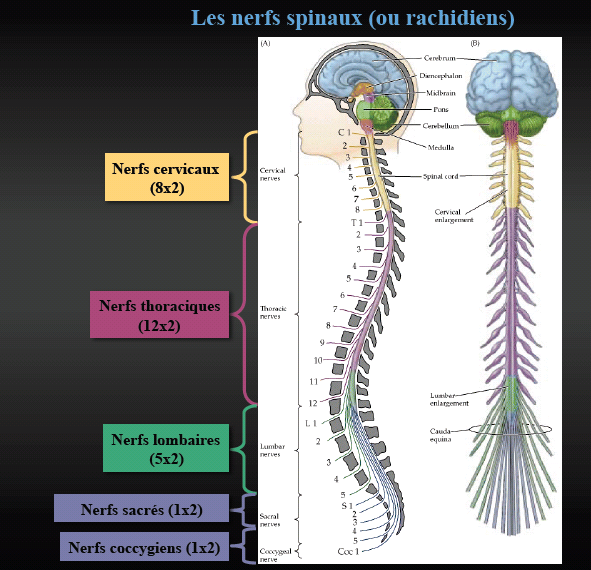 Les nerfs spinaux (ou rachidiens)
(A)
(B)
Cerebrum
Diencephalon
Midbrain
Pons
Cerebellum
Medulla
Spinal cord
Cervical
enlargement
Lumbar
enlargement
Cauda
equina
Nerfs cervicaux
(8x2)
Nerfs thoraciques
(12x2)
Nerfs lombaires
(5x2)
Nerfs sacrés (1x2)
Nerfs coccygiens (1x2)
Cervical
nerves
Thoracic
nerves
Lumbar
nerves
Sacral
nerves
Coccygeal
nerve
C 1
2
3
4
5
6
7
8
T 1
2
3
4
5
6
7
8
9
10
11
12
L 1
2
3
4
5
S 1
2
3
4
5
Coc 1